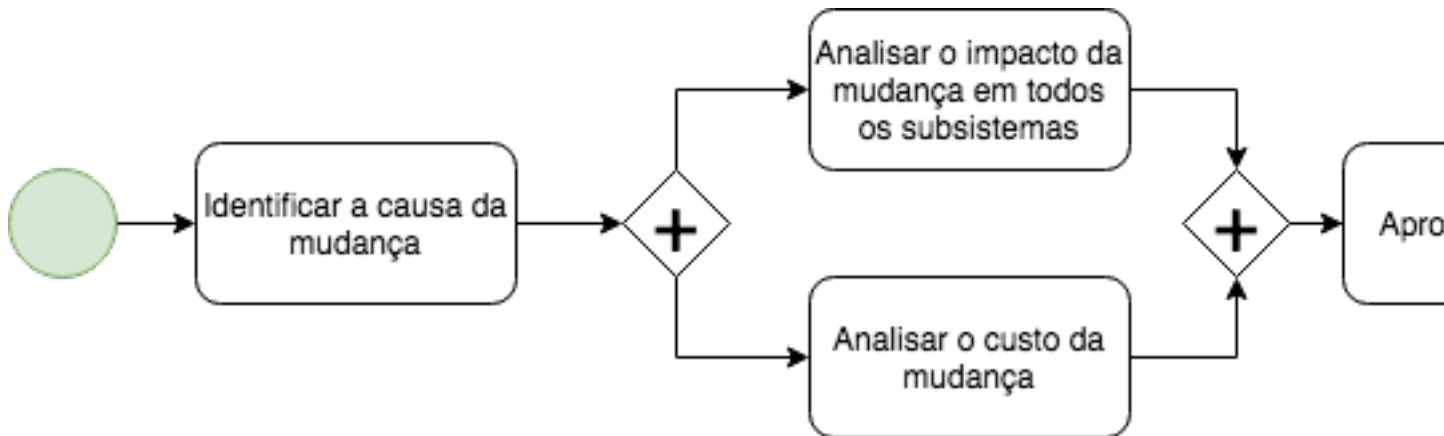 Identificar a causa da
mudança
Analisar o impacto da
mudança em todos
os subsistemas
Analisar o custo da
mudança
Apro